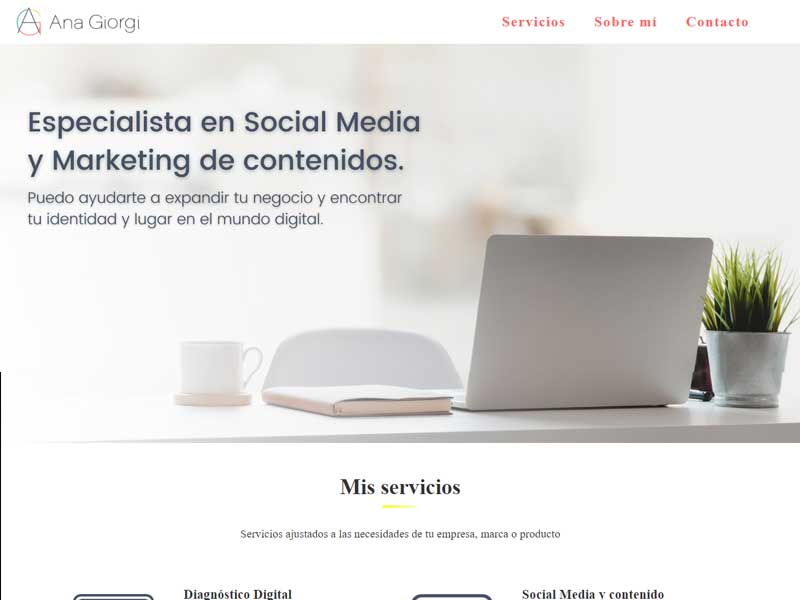 Ana Giorgi
Servicios Sobre mí Contacto
Especialista en Social Media
y Marketing de contenidos.
Puedo ayudarte a expandir tu negocio y encontrar
tu identidad y lugar en el mundo digital.
Mis servicios
Servicios ajustados a las necesidades de tu empresa, marca o producto
Diagnóstico Digital
Social Media y contenido